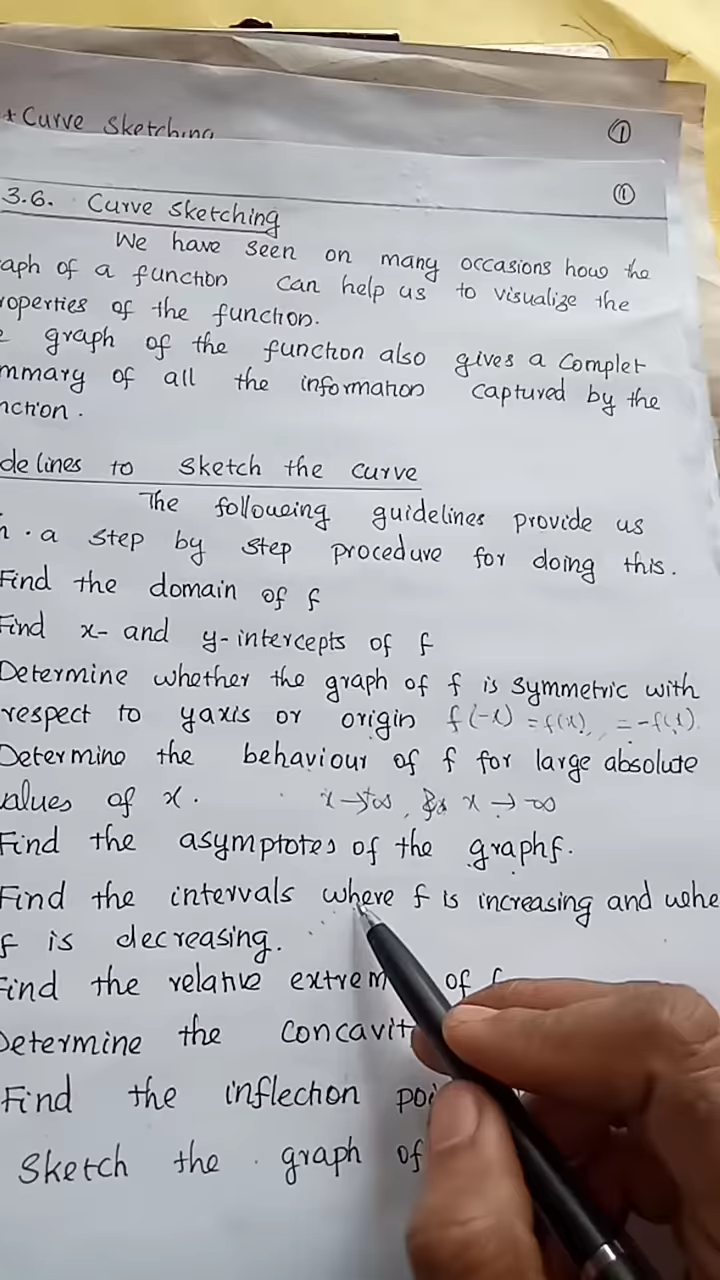 * Curve Sketching
①
3.6. Curve Sketching
①
We have seen on many occasions how the
aph of a function can help us to visualize the
roperties of the function.
e graph of the function also gives a Complet
mmary of all the information captured by the
nction.
de lines to sketch the curve
The following guidelines provide us
h a step by step procedure for doing this.
Find the domain of f
Find x- and y-intercepts of f
Determine whether the graph of f is symmetric with
respect to yaxis or origin f(-x) = f(x), = -f(x).
Determine the behaviour of f for large absolute
values of x. x → +∞, & x → -∞
Find the asymptotes of the graph f.
Find the intervals where f is increasing and whe
f is decreasing.
Find the relative extrem of f
Determine the Concavit
Find the inflection poi
Sketch the graph of